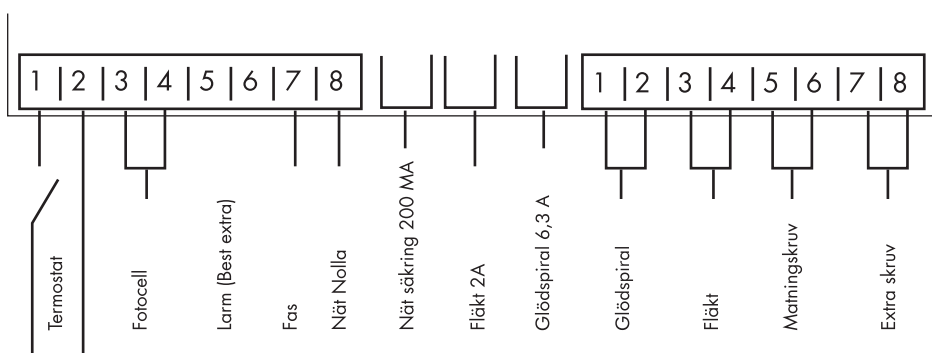 1 2 3 4 5 6 7 8
1 2 3 4 5 6 7 8
Termostat
Fotocell
Larm (Best extra)
Fas
Nät Nolla
Nät säkring 200 MA
Fläkt 2A
Glödspiral 6,3 A
Glödspiral
Fläkt
Matningskruv
Extra skruv